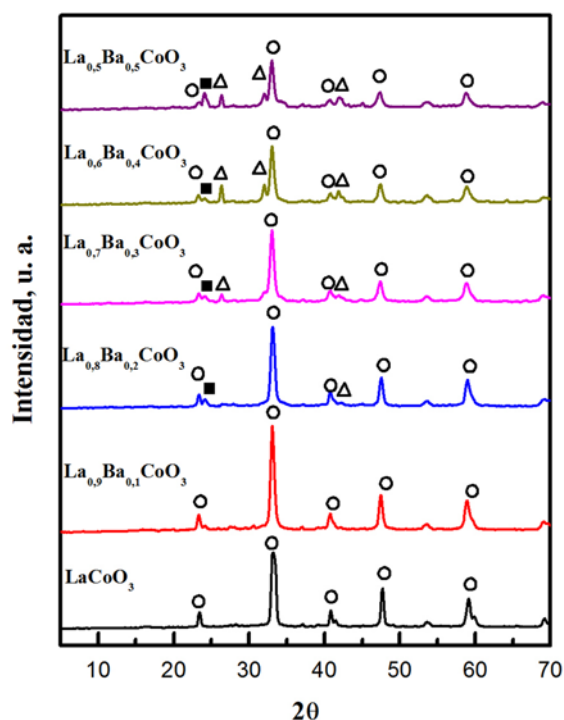 La0,5Ba0,5CoO3
La0,6Ba0,4CoO3
La0,7Ba0,3CoO3
La0,8Ba0,2CoO3
La0,9Ba0,1CoO3
LaCoO3
Intensidad, u. a.
10 20 30 40 50 60 70
2θ